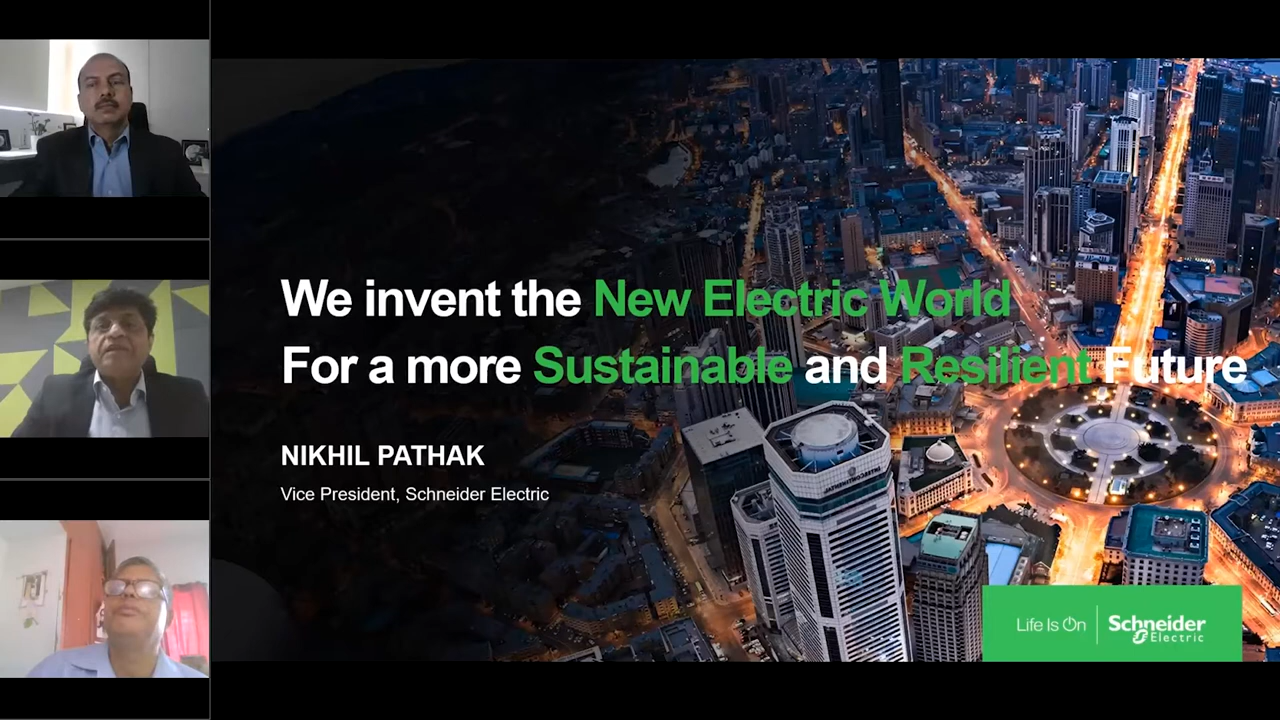 We invent the New Electric World
For a more Sustainable and Resilient Future
NIKHIL PATHAK
Vice President, Schneider Electric
INTERCONTINENTAL
Life Is On
Schneider
Electric